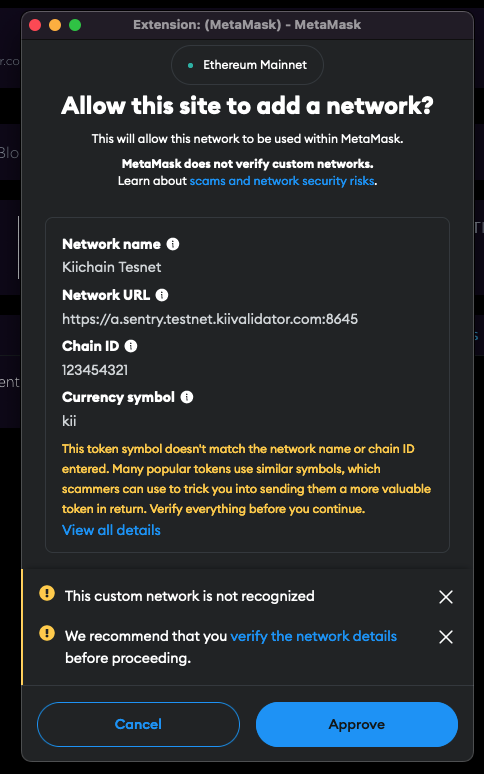 Extension: (MetaMask) - MetaMask
Ethereum Mainnet
Allow this site to add a network?
r.co
This will allow this network to be used within MetaMask.
Blo
MetaMask does not verify custom networks.
Learn about scams and network security risks.
Network name
Kiichain Tesnet
Network URL
https://a.sentry.testnet.kiivalidator.com:8645
Chain ID
123454321
ent
Currency symbol
kii
This token symbol doesn't match the network name or chain ID
entered. Many popular tokens use similar symbols, which
scammers can use to trick you into sending them a more valuable
token in return. Verify everything before you continue.
View all details
This custom network is not recognized
We recommend that you verify the network details
before proceeding.
Cancel
Approve